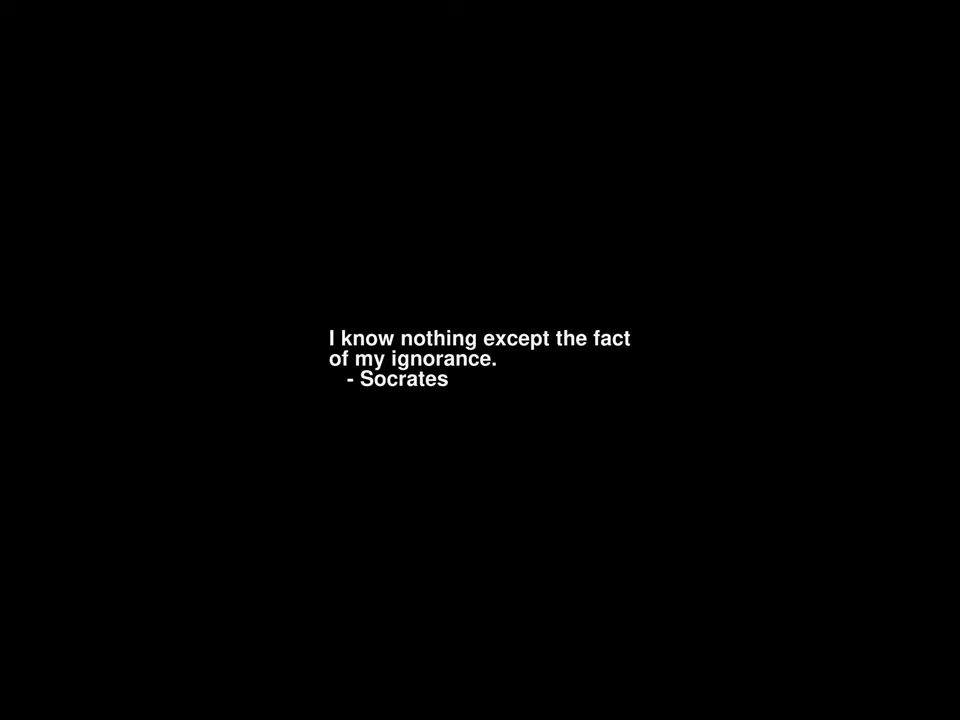 I know nothing except the fact
of my ignorance.
- Socrates